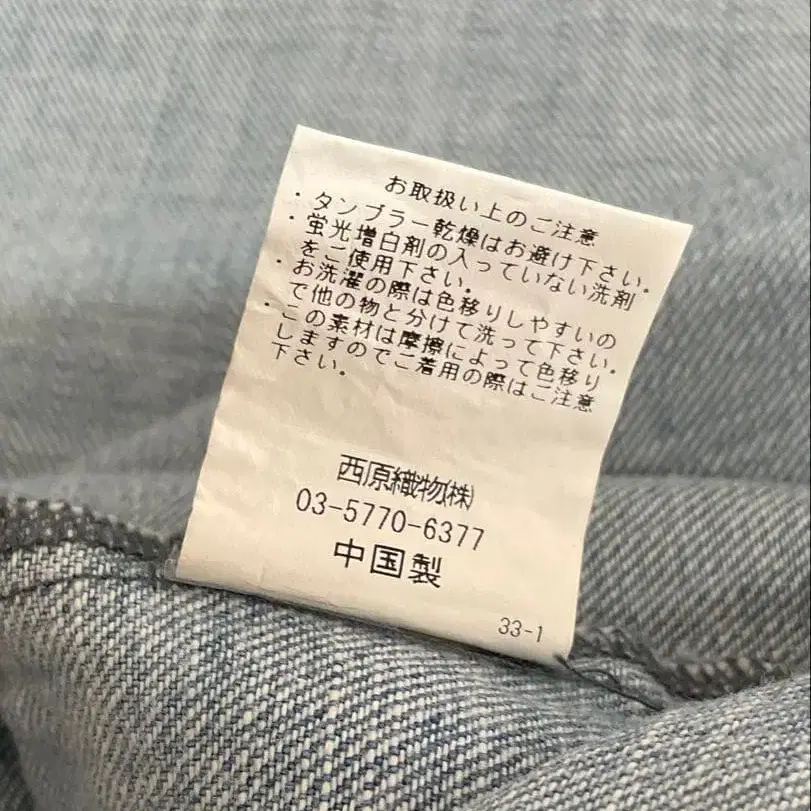 お取扱い上のご注意
・タンブラー乾燥はお避け下さい。
・蛍光増白剤の入っていない洗剤
をご使用下さい。
・お洗濯の際は色移りしやすいの
で他の物と分けて洗って下さい。
・この素材は摩擦によって色移り
しますのでご着用の際はご注意
下さい。
西原織物(株)
03-5770-6377
中国製
33-1